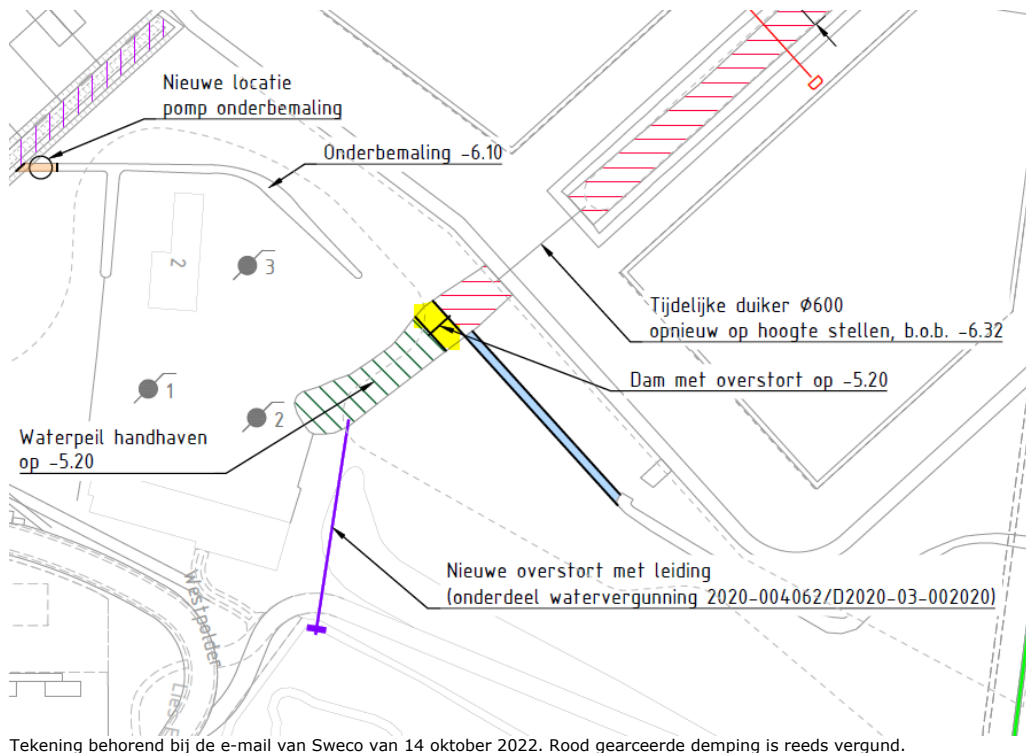 Nieuwe locatie
pomp onderbemaling
Onderbemaling -6.10
2
3
Tijdelijke duiker Ø600
opnieuw op hoogte stellen, b.o.b. -6.32
Dam met overstort op -5.20
1
2
Waterpeil handhaven
op -5.20
Nieuwe overstort met leiding
(onderdeel watervergunning 2020-004062/D2020-03-002020)
Westpolder
Lies
Tekening behorend bij de e-mail van Sweco van 14 oktober 2022. Rood gearceerde demping is reeds vergund.